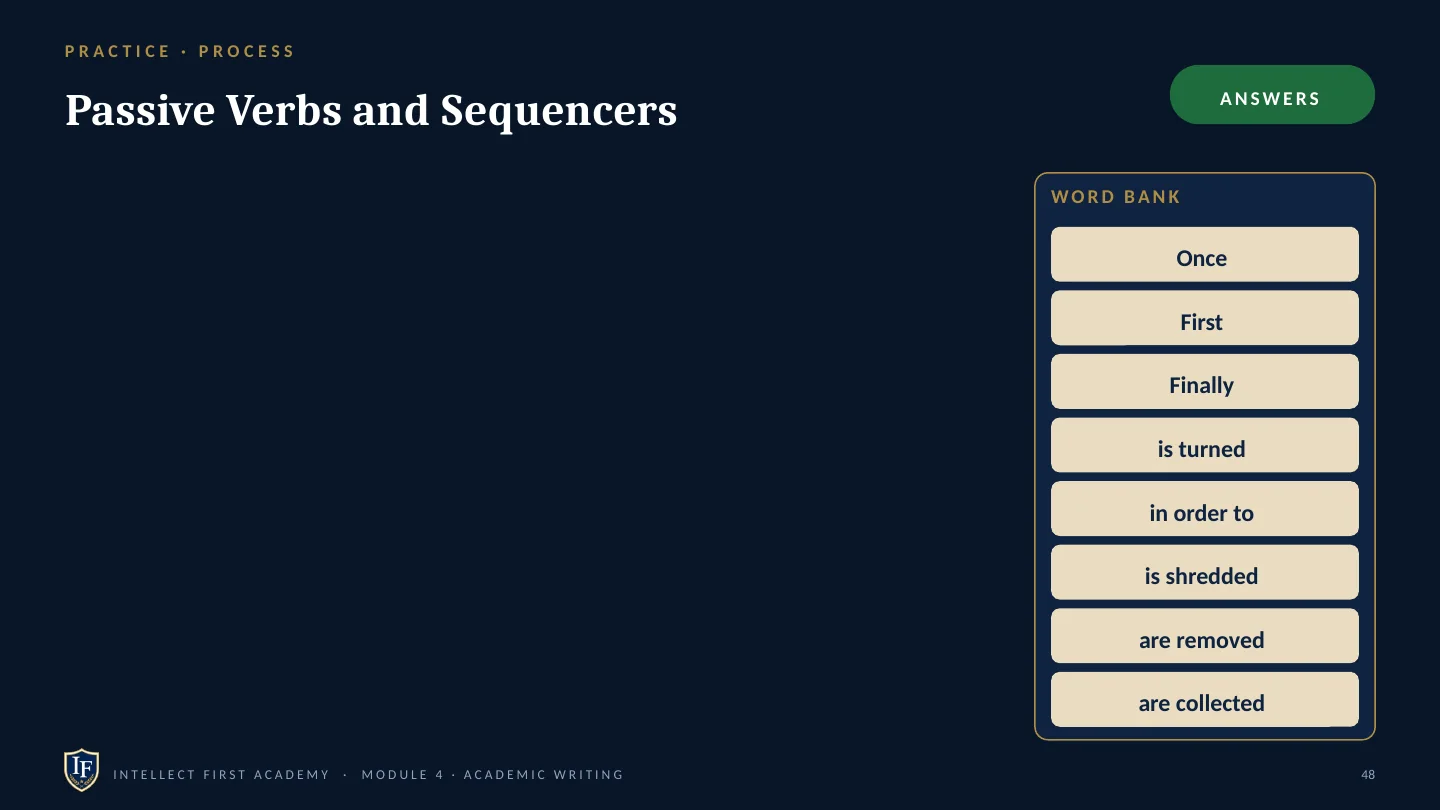 PRACTICE · PROCESS
Passive Verbs and Sequencers
ANSWERS
WORD BANK
Once
First
Finally
is turned
in order to
is shredded
are removed
are collected
IF
INTELLECT FIRST ACADEMY · MODULE 4 · ACADEMIC WRITING
48